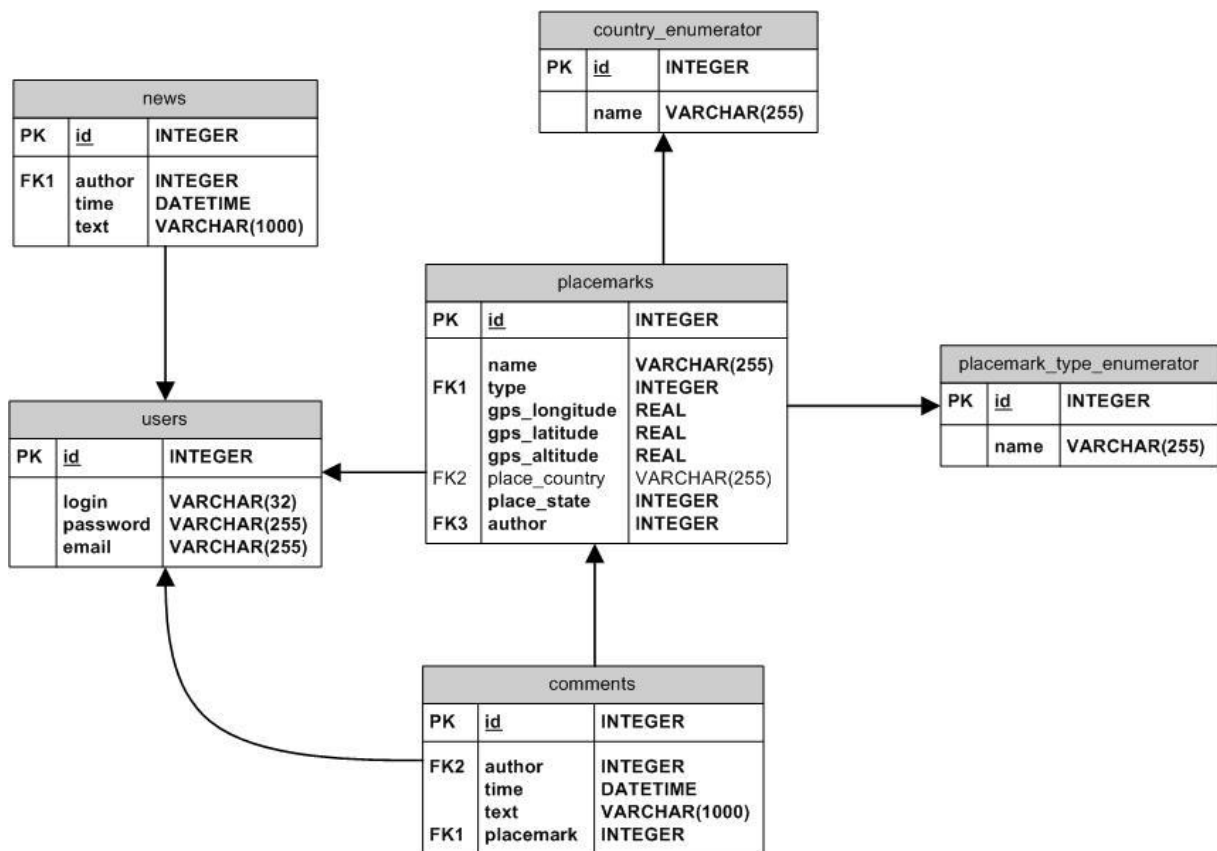 country_enumerator
PK id INTEGER
name VARCHAR(255)
news
PK id INTEGER
FK1 author INTEGER
time DATETIME
text VARCHAR(1000)
placemarks
PK id INTEGER
name VARCHAR(255)
FK1 type INTEGER
gps_longitude REAL
gps_latitude REAL
gps_altitude REAL
FK2 place_country VARCHAR(255)
place_state INTEGER
FK3 author INTEGER
placemark_type_enumerator
PK id INTEGER
name VARCHAR(255)
users
PK id INTEGER
login VARCHAR(32)
password VARCHAR(255)
email VARCHAR(255)
comments
PK id INTEGER
FK2 author INTEGER
time DATETIME
text VARCHAR(1000)
FK1 placemark INTEGER